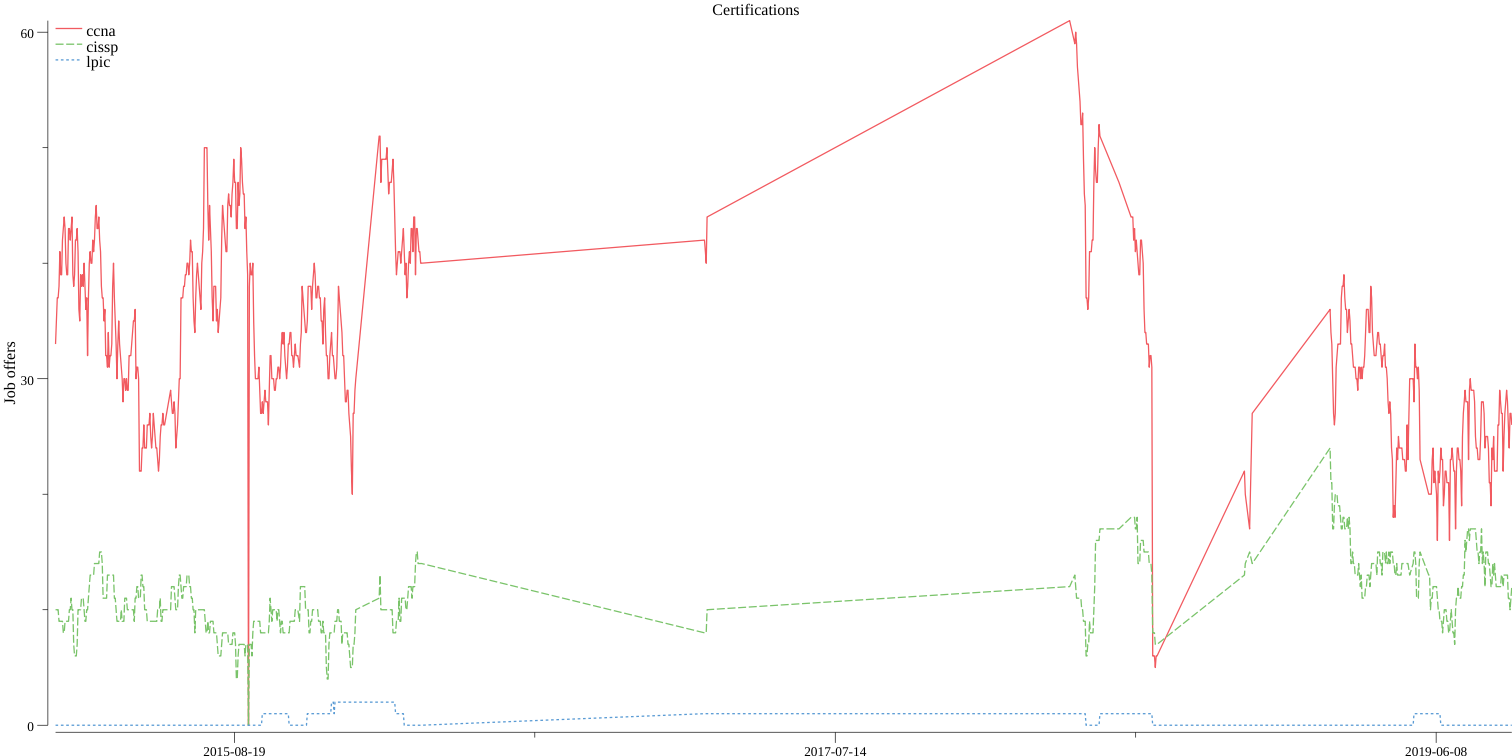 Certifications
ccna
cissp
lpic
60
30
0
Job offers
2015-08-19
2017-07-14
2019-06-08